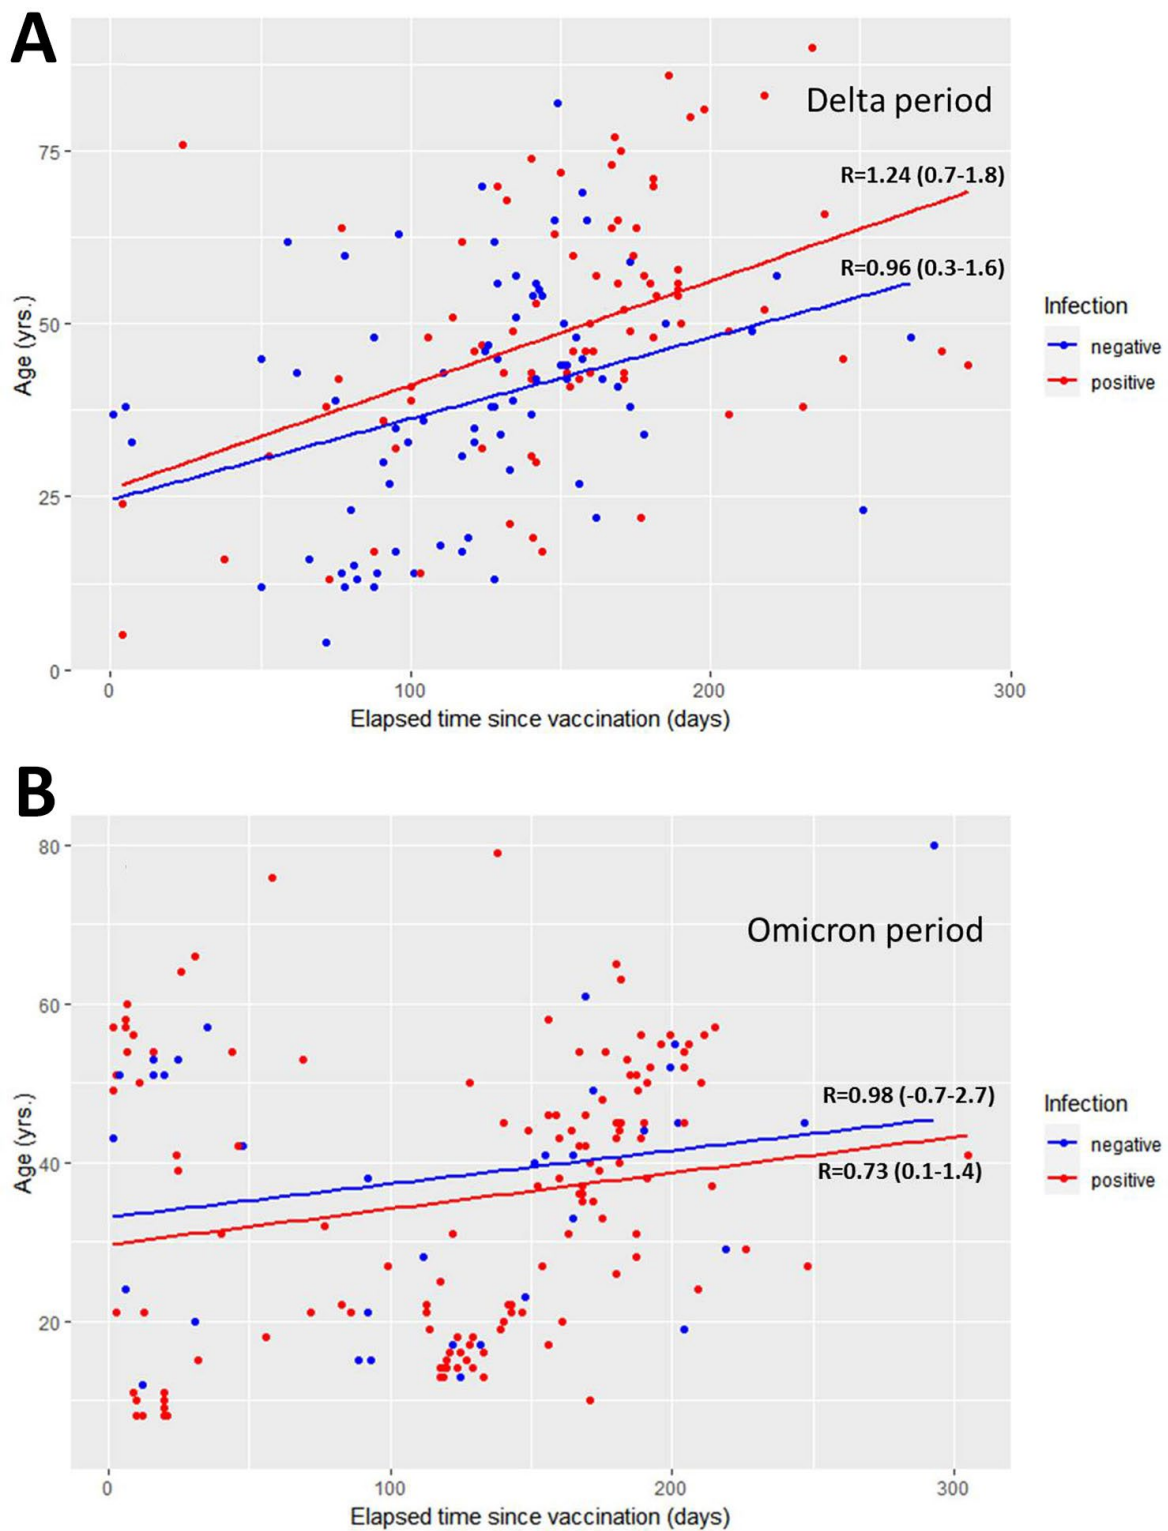 A
Delta period
75
R=1.24 (0.7-1.8)
R=0.96 (0.3-1.6)
Infection
50
negative
Age (yrs.)
positive
25
0
0 100 200 300
Elapsed time since vaccination (days)
B
80
Omicron period
60
R=0.98 (-0.7-2.7)
Infection
negative
Age (yrs.)
40
R=0.73 (0.1-1.4)
positive
20
0 100 200 300
Elapsed time since vaccination (days)